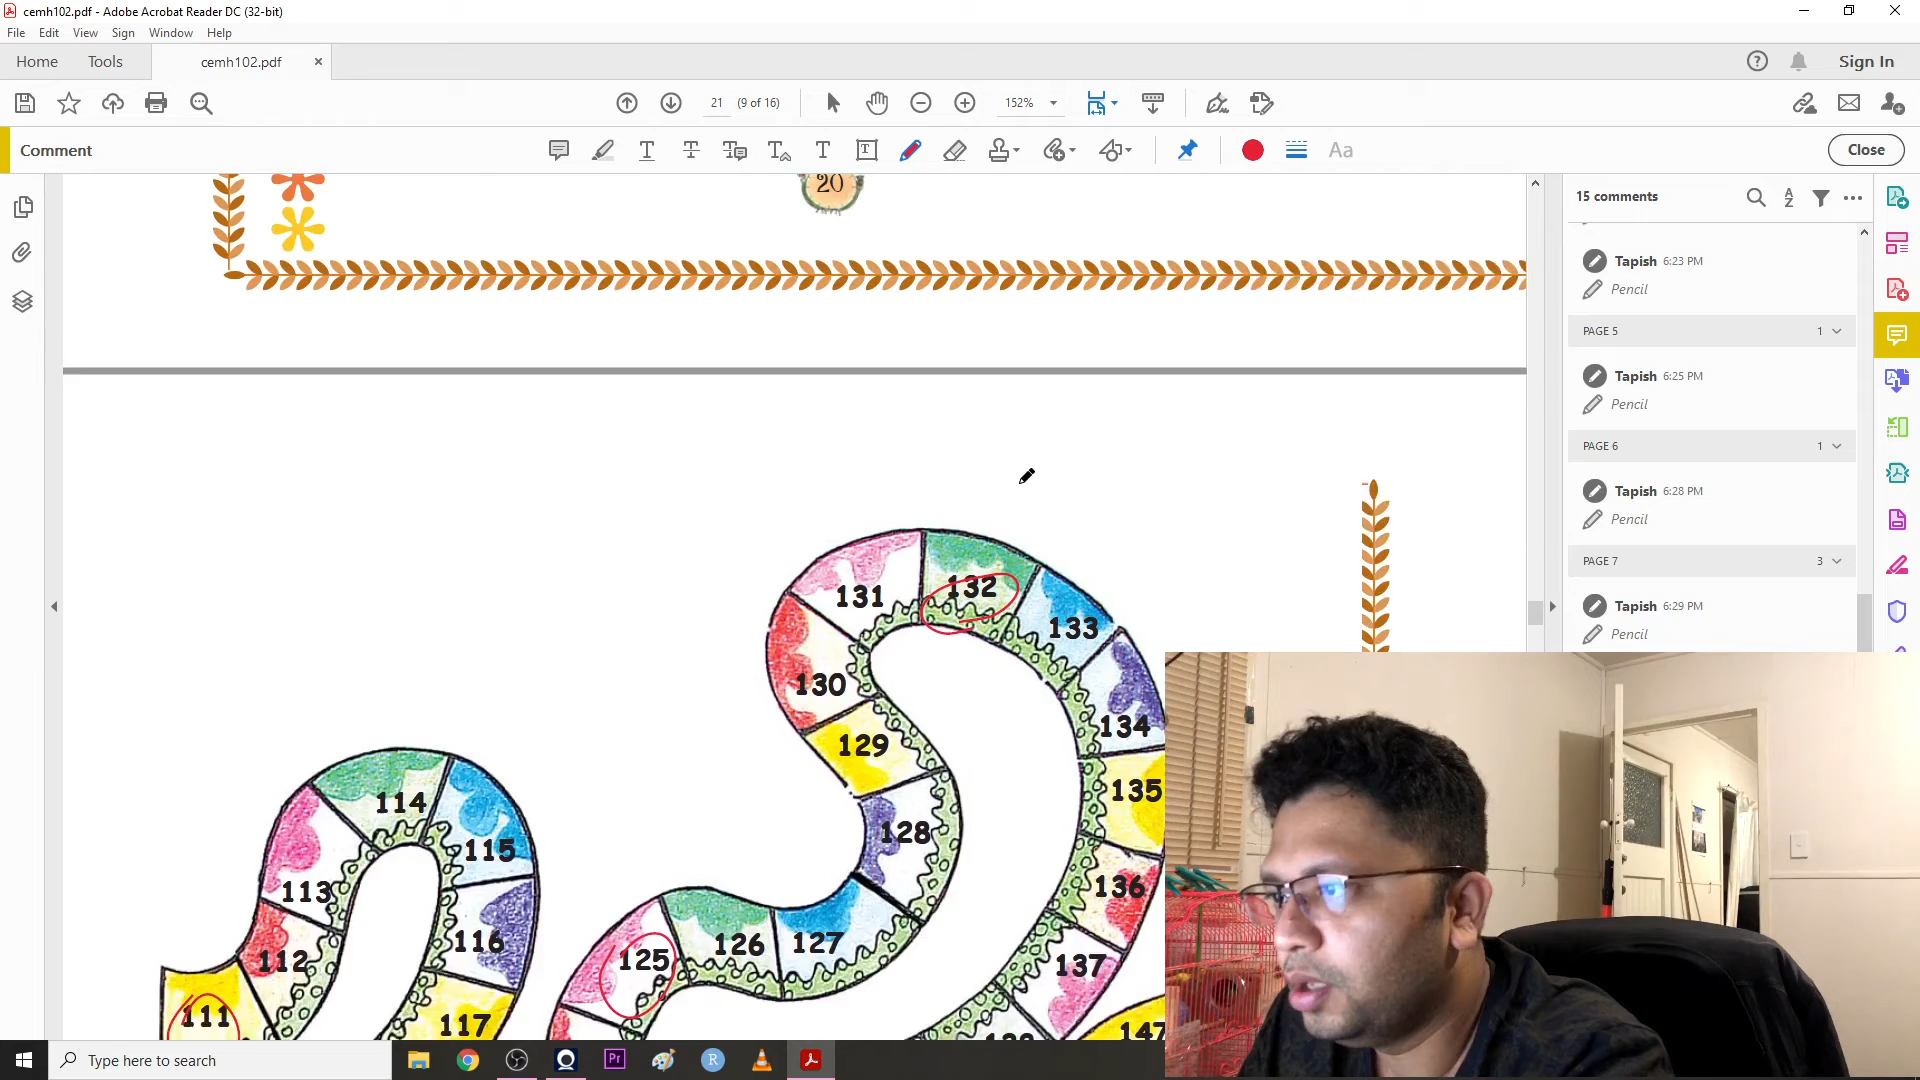 cemh102.pdf - Adobe Acrobat Reader DC (32-bit)
File Edit View Sign Window Help
Home Tools cemh102.pdf × Sign In
21 (9 of 16) 152%
Comment Aa Close
20
15 comments
Tapish 6:23 PM
Pencil
PAGE 5 1
Tapish 6:25 PM
Pencil
PAGE 6 1
Tapish 6:28 PM
Pencil
PAGE 7 3
Tapish 6:29 PM
Pencil
131 132 133
130 134
129 135
128 136
114
115
113
116
112
111 117
125 126 127 137
147
Type here to search